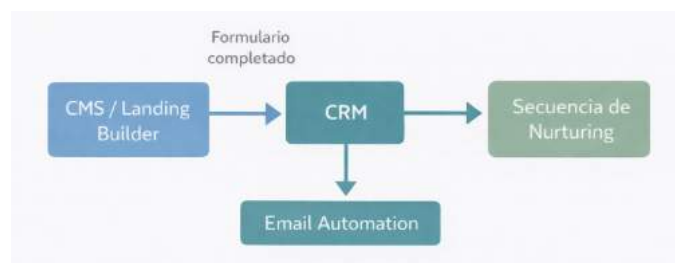 Formulario
completado
CMS / Landing
Builder
CRM
Secuencia de
Nurturing
Email Automation